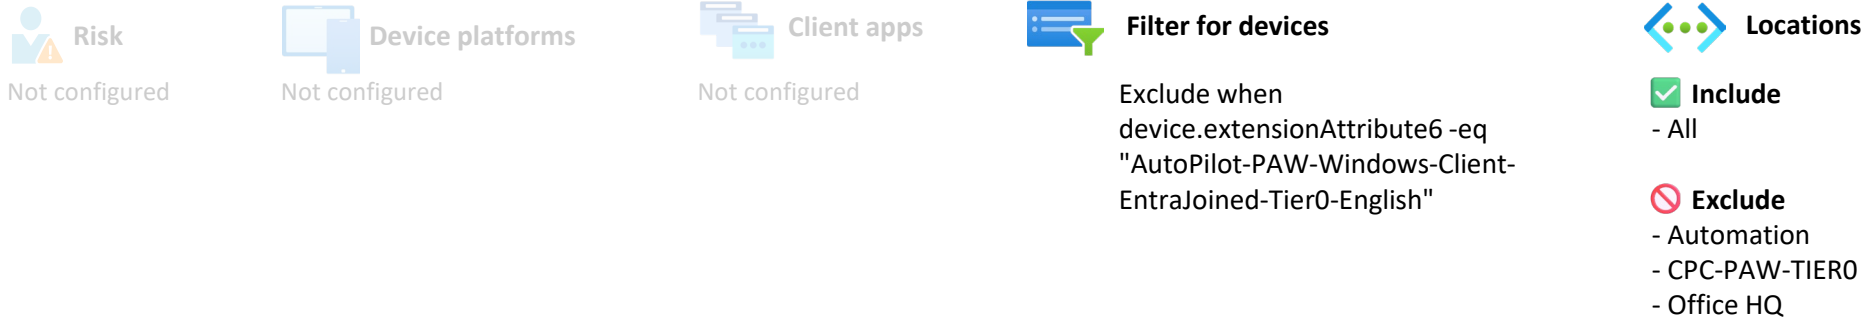 Risk
Not configured
Device platforms
Not configured
Client apps
Not configured
Filter for devices
Exclude when
device.extensionAttribute6 -eq
"AutoPilot-PAW-Windows-Client-
EntraJoined-Tier0-English"
Locations
Include
- All
Exclude
- Automation
- CPC-PAW-TIER0
- Office HQ